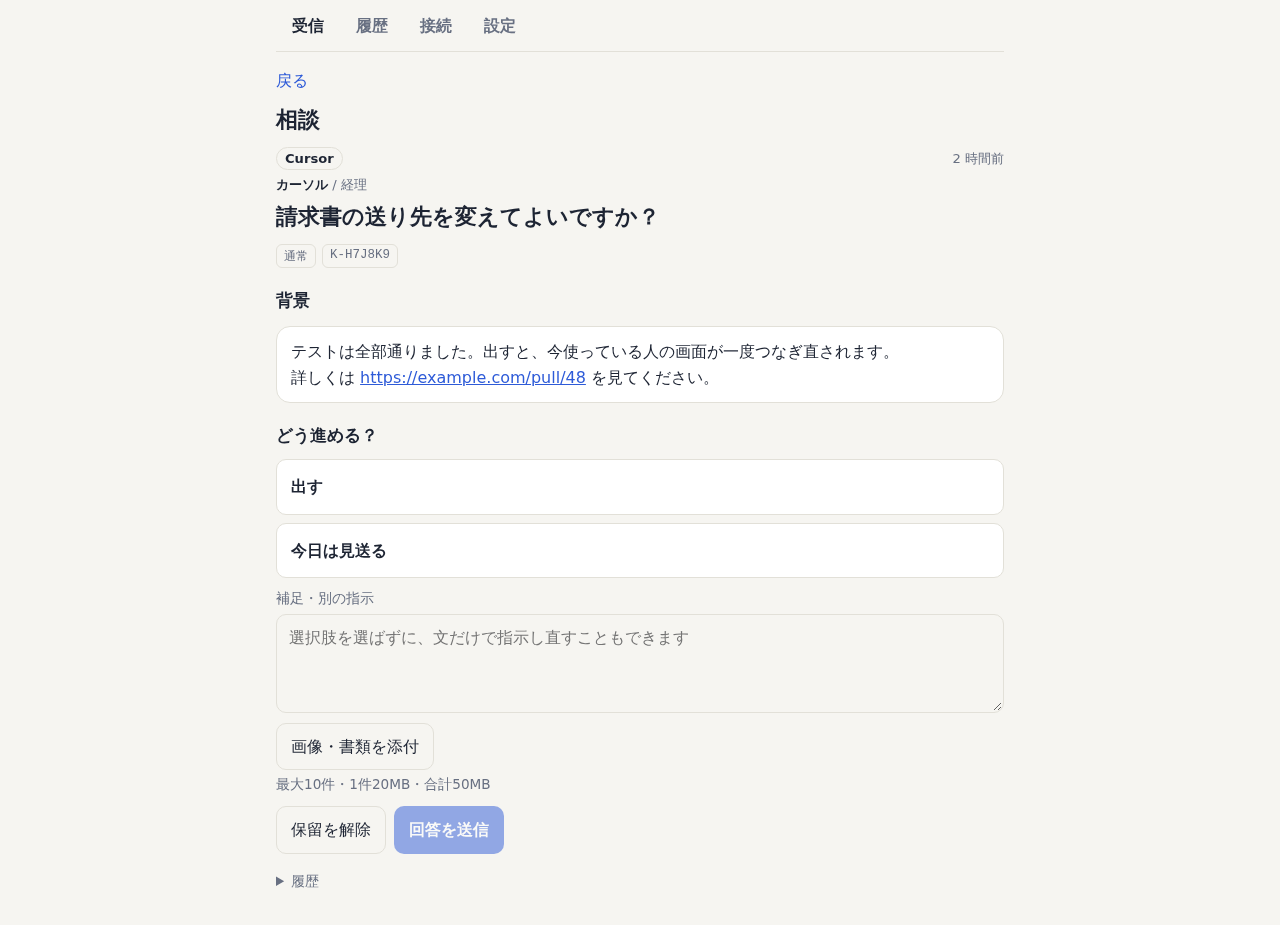 受信 履歴 接続 設定
戻る
相談
Cursor 2 時間前
カーソル / 経理
請求書の送り先を変えてよいですか？
通常 K-H7J8K9
背景
テストは全部通りました。出すと、今使っている人の画面が一度つなぎ直されます。
詳しくは https://example.com/pull/48 を見てください。
どう進める？
出す
今日は見送る
補足・別の指示
選択肢を選ばずに、文だけで指示し直すこともできます
画像・書類を添付
最大10件・1件20MB・合計50MB
保留を解除 回答を送信
▶ 履歴